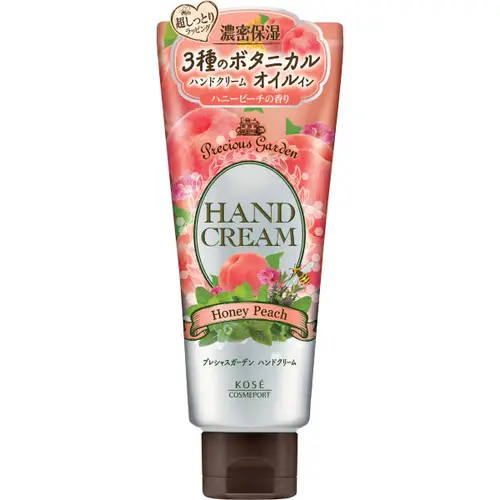 超しっとり
ラッピング
濃密保湿
3種のボタニカル
ハンドクリーム オイルイン
ハニーピーチの香り
Precious Garden
HAND
CREAM
Honey Peach
プレシャスガーデン ハンドクリーム
KOSÉ
COSMEPORT